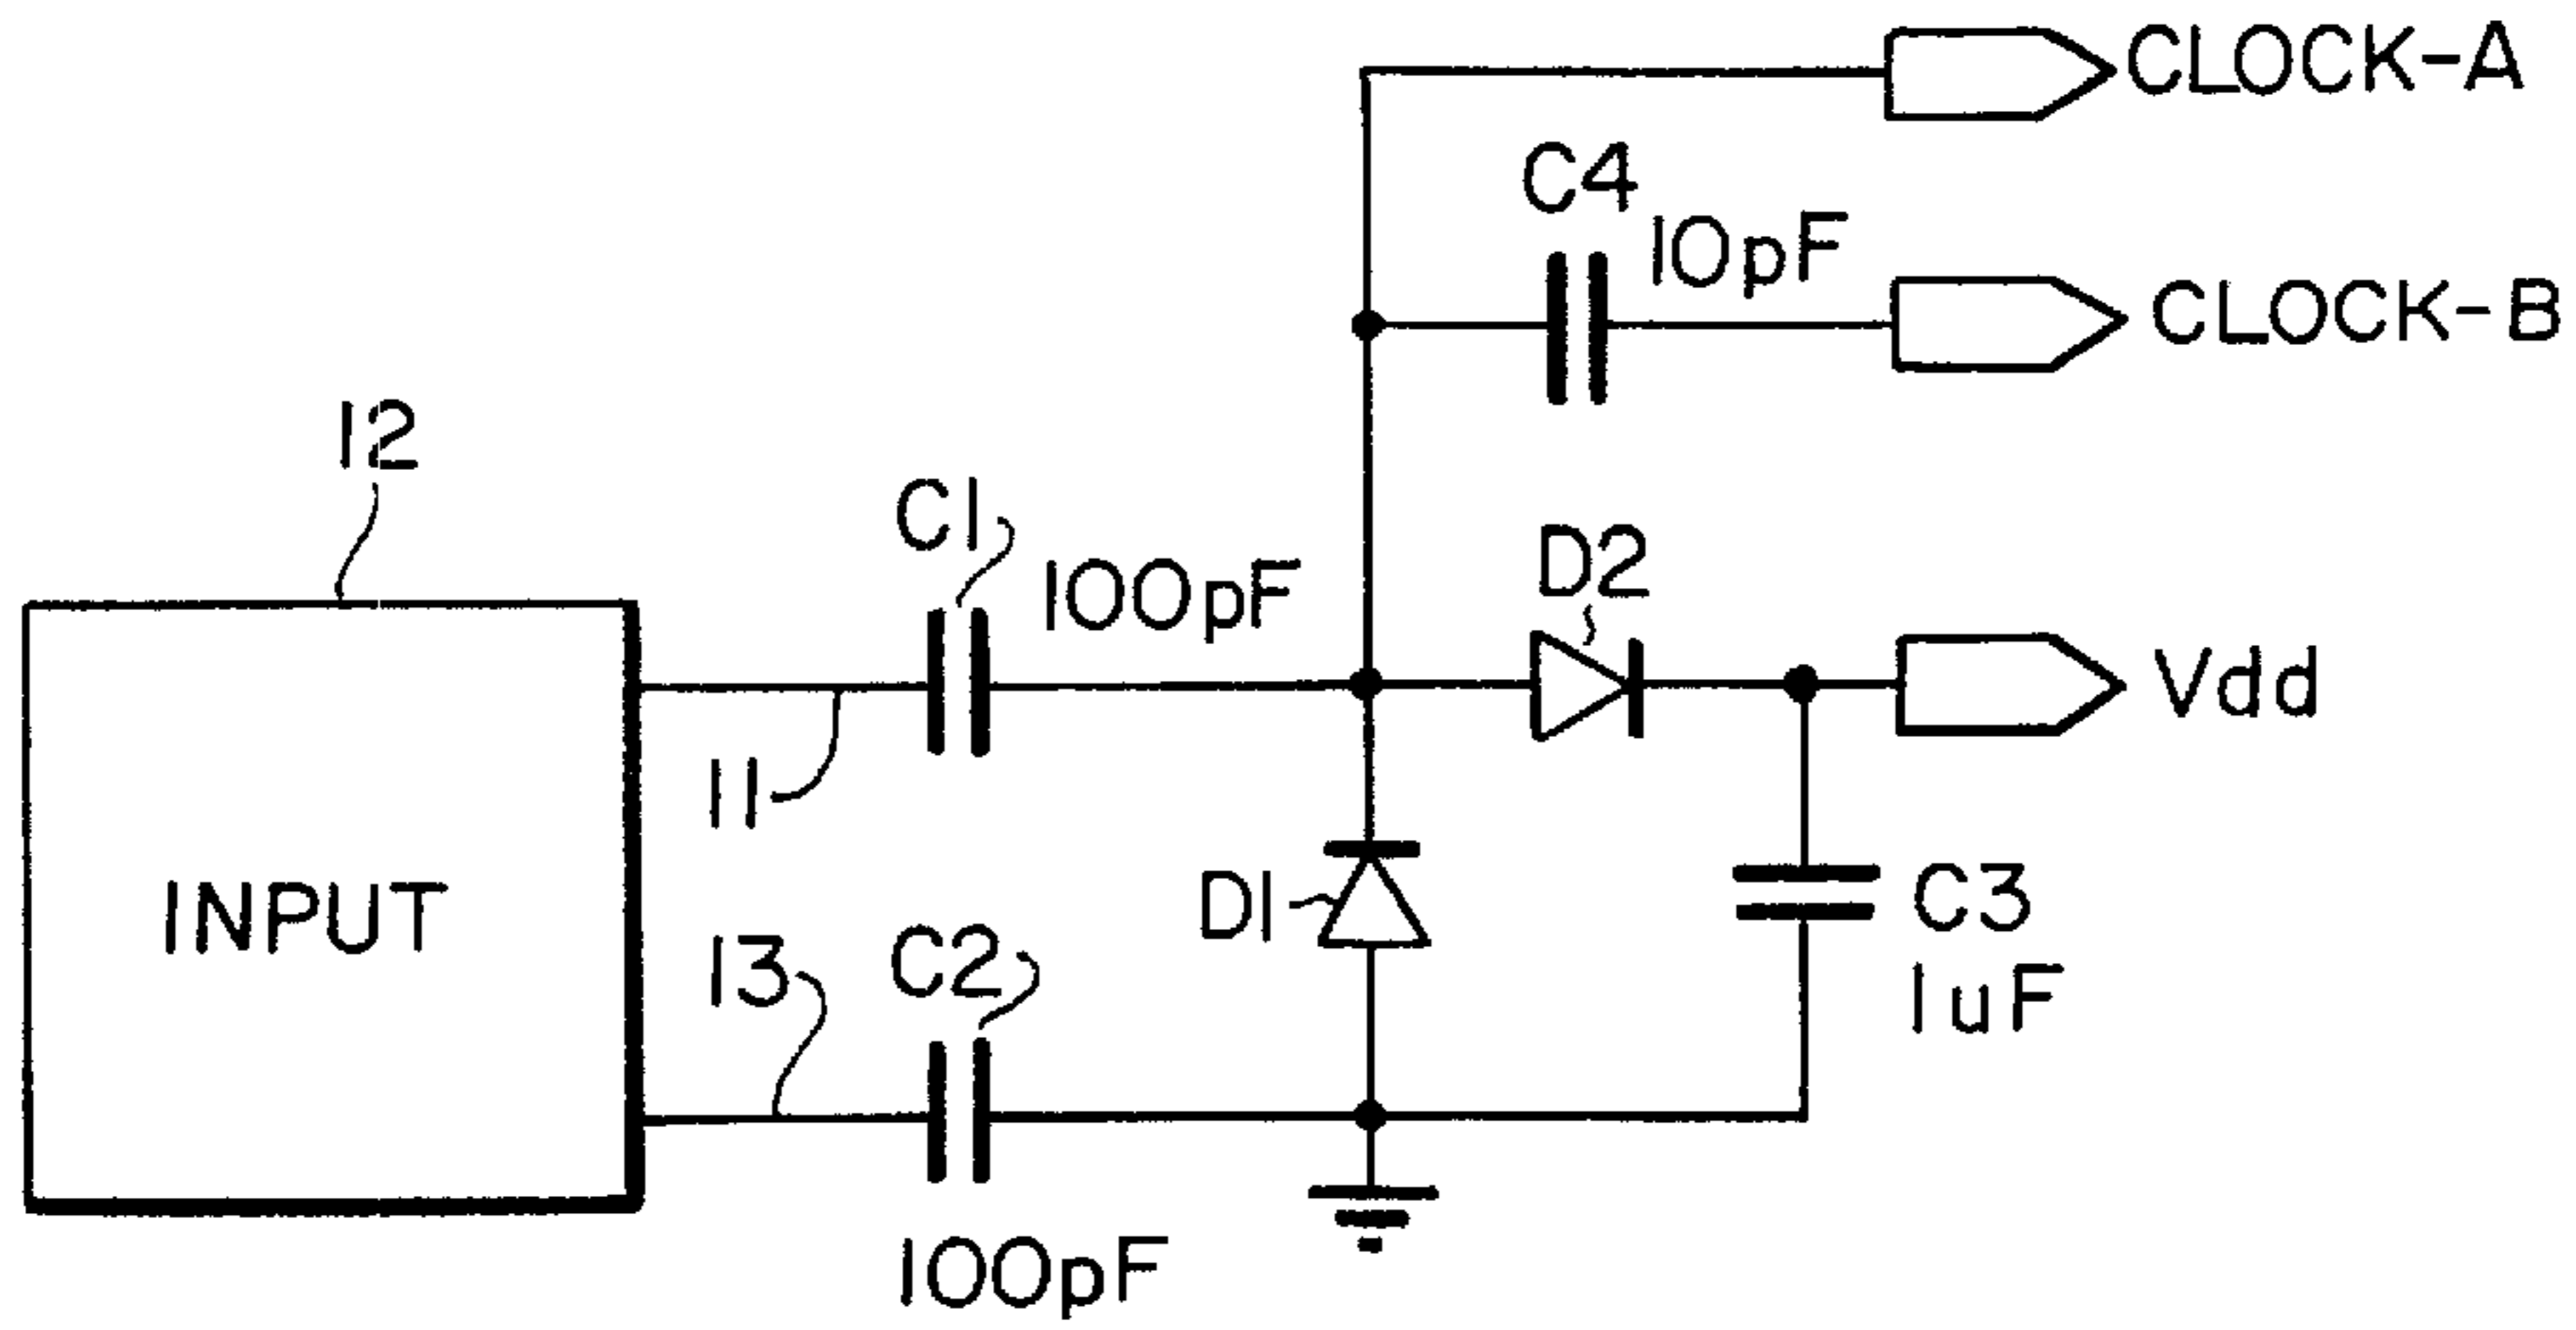 CLOCK-A
C4
10pF
CLOCK-B
12
C1
100pF
D2
Vdd
11
INPUT
D1
C3
1uF
13
C2
100pF